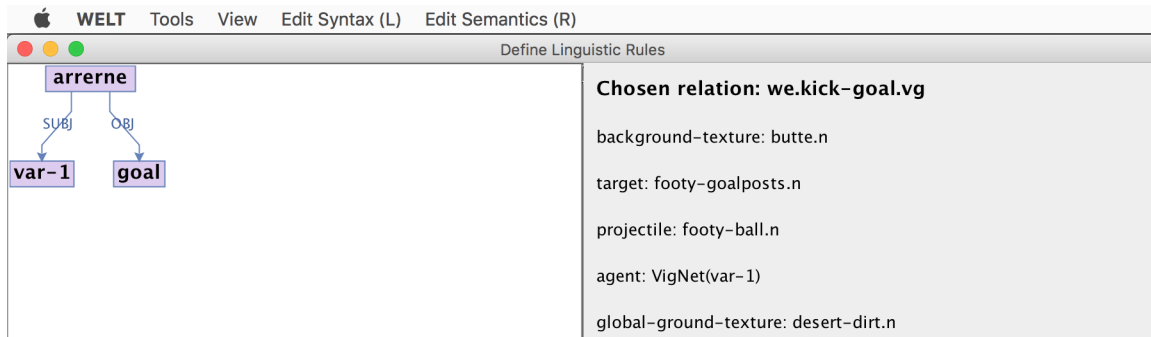 WELT Tools View Edit Syntax (L) Edit Semantics (R)
Define Linguistic Rules
arrerne
SUBJ OBJ
var-1 goal
Chosen relation: we.kick-goal.vg
background-texture: butte.n
target: footy-goalposts.n
projectile: footy-ball.n
agent: VigNet(var-1)
global-ground-texture: desert-dirt.n